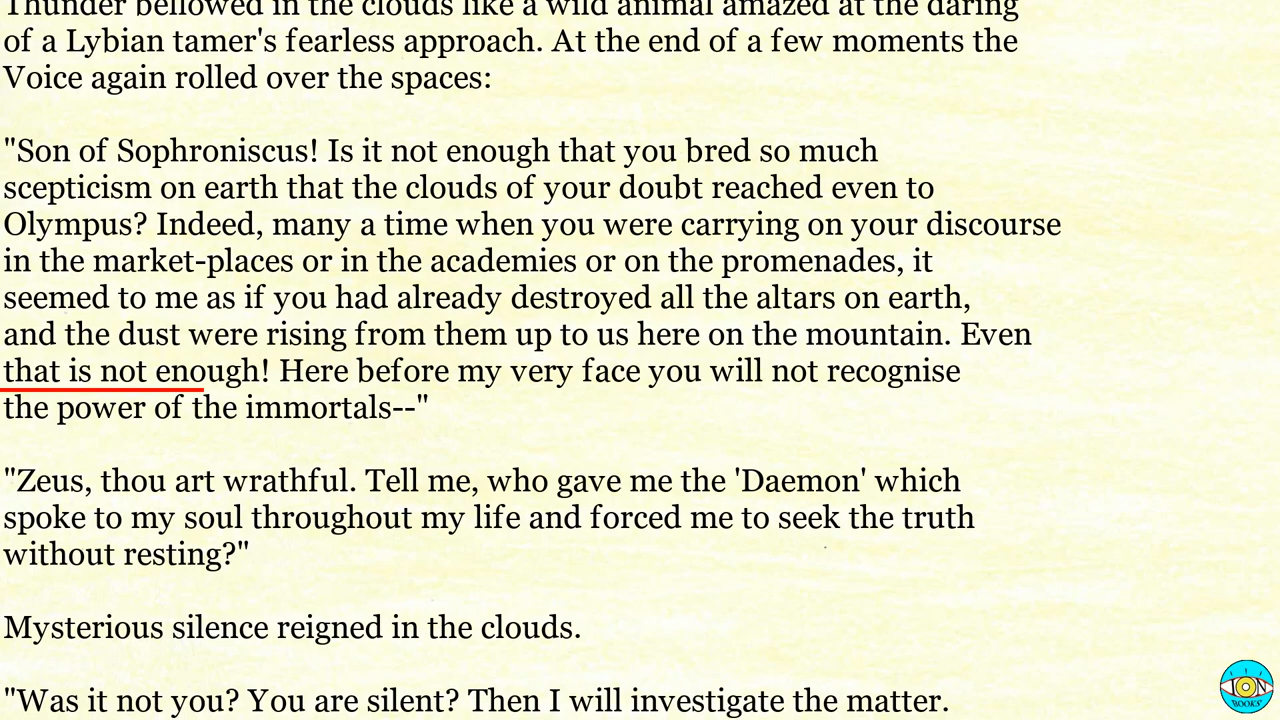 Thunder bellowed in the clouds like a wild animal amazed at the daring
of a Lybian tamer's fearless approach. At the end of a few moments the
Voice again rolled over the spaces:
"Son of Sophroniscus! Is it not enough that you bred so much
scepticism on earth that the clouds of your doubt reached even to
Olympus? Indeed, many a time when you were carrying on your discourse
in the market-places or in the academies or on the promenades, it
seemed to me as if you had already destroyed all the altars on earth,
and the dust were rising from them up to us here on the mountain. Even
that is not enough! Here before my very face you will not recognise
the power of the immortals--"
"Zeus, thou art wrathful. Tell me, who gave me the 'Daemon' which
spoke to my soul throughout my life and forced me to seek the truth
without resting?"
Mysterious silence reigned in the clouds.
"Was it not you? You are silent? Then I will investigate the matter.
ION
BOOKS